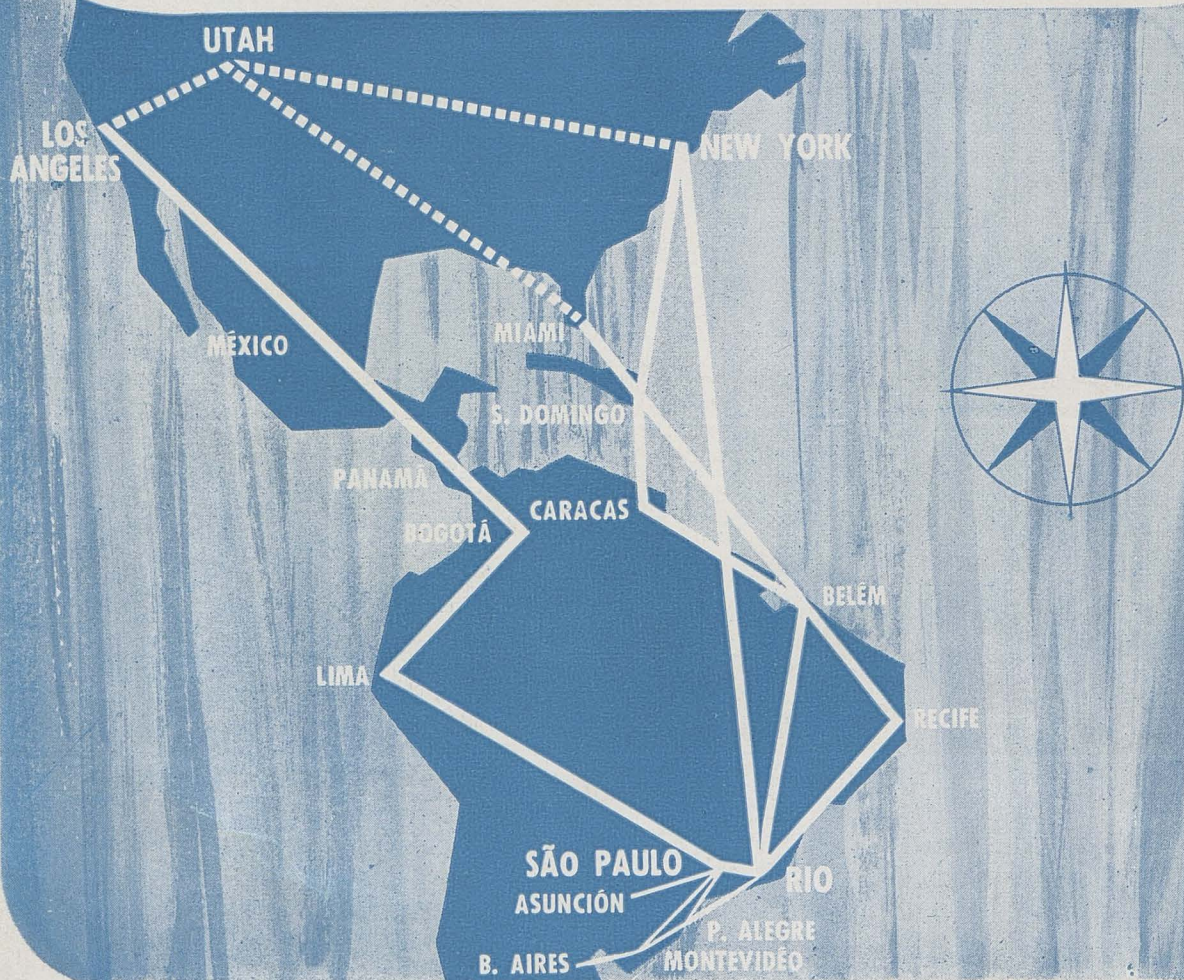 UTAH
LOS
ANGELES
NEW YORK
MÉXICO
MIAMI
S. DOMINGO
PANAMÁ
CARACAS
BOGOTÁ
BELÉM
LIMA
RECIFE
SÃO PAULO
RIO
ASUNCIÓN
P. ALEGRE
B. AIRES
MONTEVIDÉO